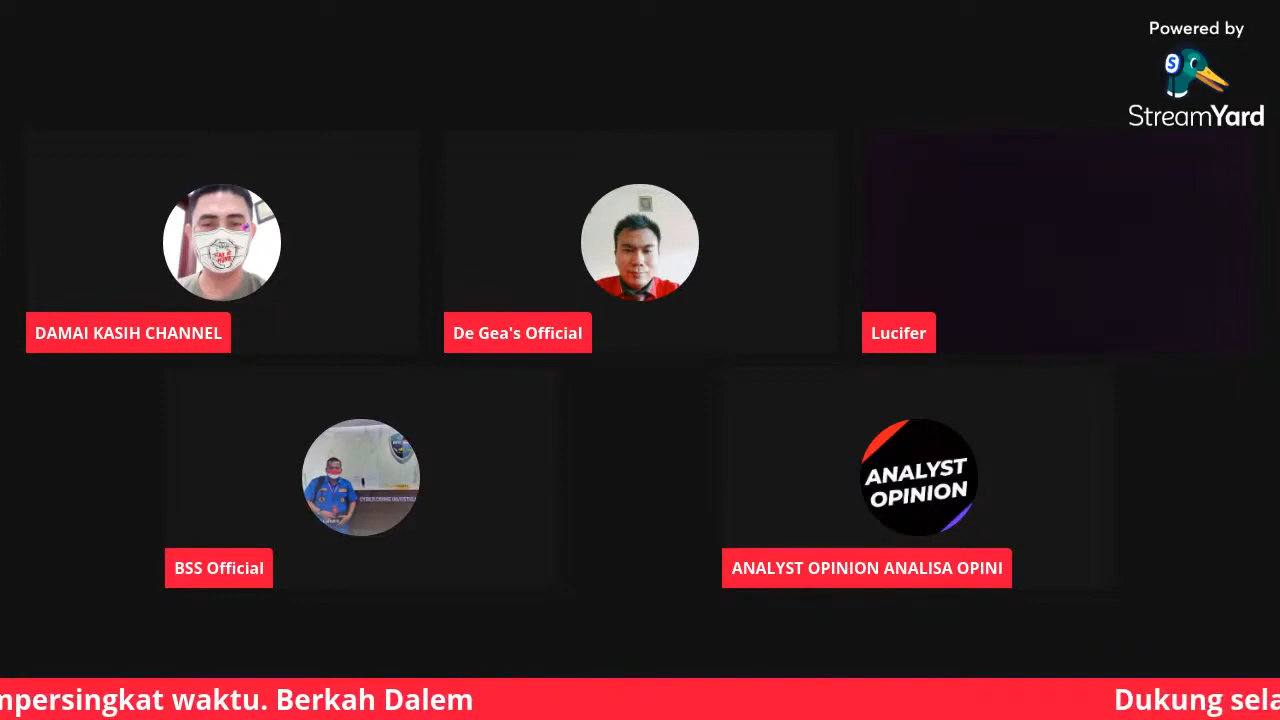 Powered by
StreamYard
DAMAI KASIH CHANNEL
De Gea's Official
Lucifer
ANALYST
OPINION
BSS Official
ANALYST OPINION ANALISA OPINI
mpersingkat waktu. Berkah Dalem
Dukung sela